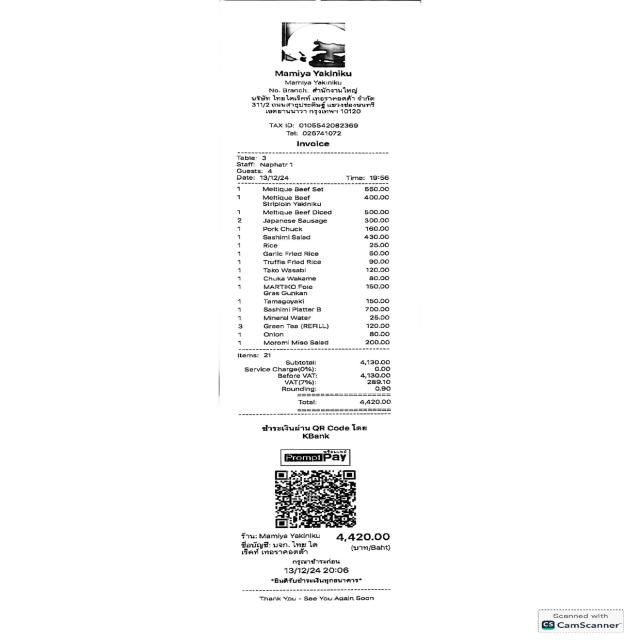 Mamiya Yakiniku
Mamiya Yakiniku
No. Branch: สำนักงานใหญ่
บริษัท ไทยไดเร็คท์ เทอราคอตต้า จำกัด
311/2 ถนนสาธุประดิษฐ์ แขวงช่องนนทรี
เขตยานนาวา กรุงเทพฯ 10120
TAX ID: 0105542082369
Tel: 026741072
Invoice
Table: 3
Staff: Naphatr 1
Guests: 4
Date: 13/12/24 Time: 19:56
1 Meltique Beef Set 550.00
1 Meltique Beef 400.00
Striploin Yakiniku
1 Meltique Beef Diced 500.00
2 Japanese Sausage 300.00
1 Pork Chuck 160.00
1 Sashimi Salad 430.00
1 Rice 25.00
1 Garlic Fried Rice 50.00
1 Truffle Fried Rice 90.00
1 Tako Wasabi 120.00
1 Chuka Wakame 80.00
1 MARTIKO Foie 150.00
Gras Gunkan
1 Tamagoyaki 150.00
1 Sashimi Platter B 700.00
1 Mineral Water 25.00
3 Green Tea (REFILL) 120.00
1 Onion 80.00
1 Moromi Miso Salad 200.00
Items: 21
Subtotal: 4,130.00
Service Charge(0%): 0.00
Before VAT: 4,130.00
VAT(7%): 289.10
Rounding: 0.90
Total: 4,420.00
ชำระเงินผ่าน QR Code โดย
KBank
พร้อมเพย์
PromptPay
ร้าน: Mamiya Yakiniku 4,420.00
ชื่อบัญชี: บจก. ไทย ได (บาท/Baht)
เร็คท์ เทอราคอตต้า
กรุณาชำระก่อน
13/12/24 20:06
*ยินดีรับชำระเงินทุกธนาคาร*
Thank You - See You Again Soon
Scanned with
CS CamScanner